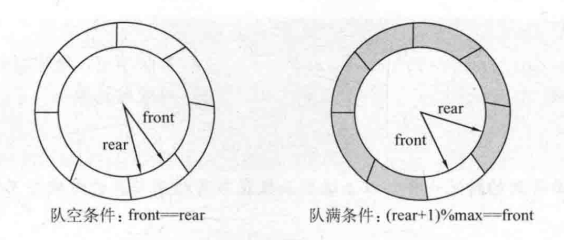 front
rear
rear
front
队空条件：front==rear
队满条件：(rear+1)%max==front